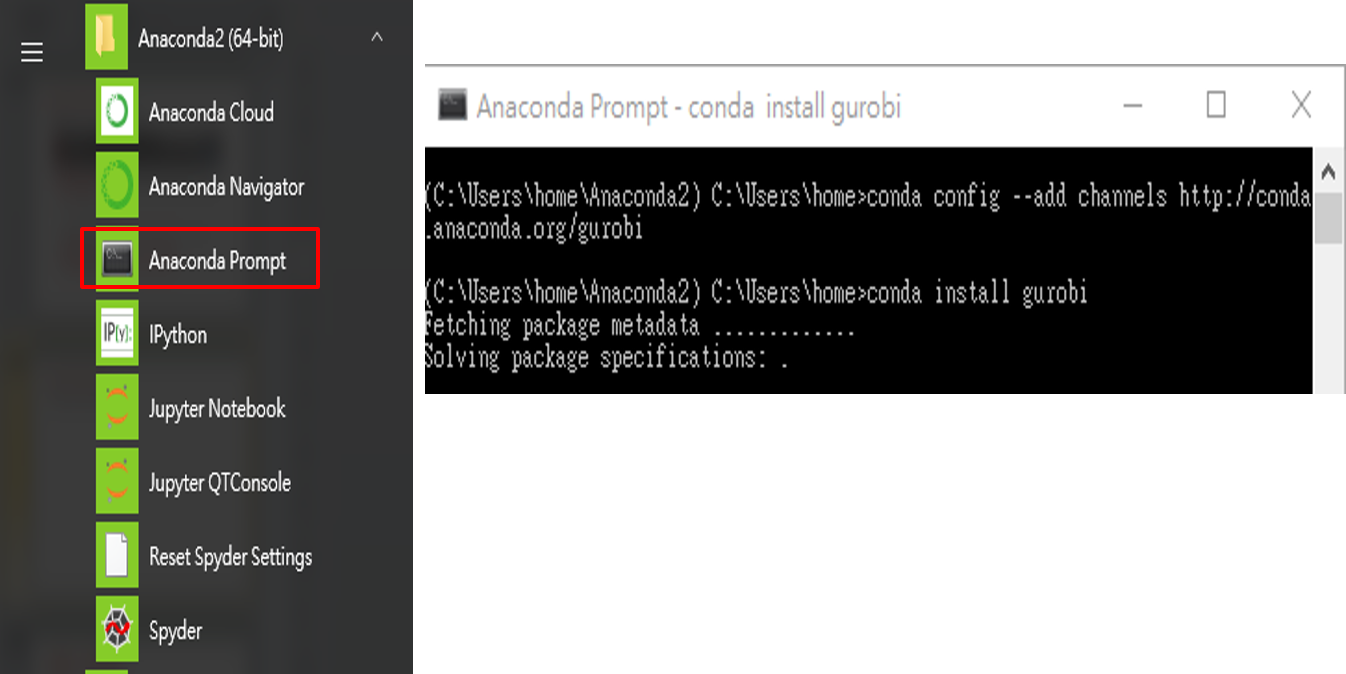 Anaconda2 (64-bit)
Anaconda Cloud
Anaconda Navigator
Anaconda Prompt
IPython
Jupyter Notebook
Jupyter QTConsole
Reset Spyder Settings
Spyder
IP[y]:
Anaconda Prompt - conda install gurobi
(C:\Users\home\Anaconda2) C:\Users\home>conda config --add channels http://conda
.anaconda.org/gurobi
(C:\Users\home\Anaconda2) C:\Users\home>conda install gurobi
Fetching package metadata .............
Solving package specifications: .